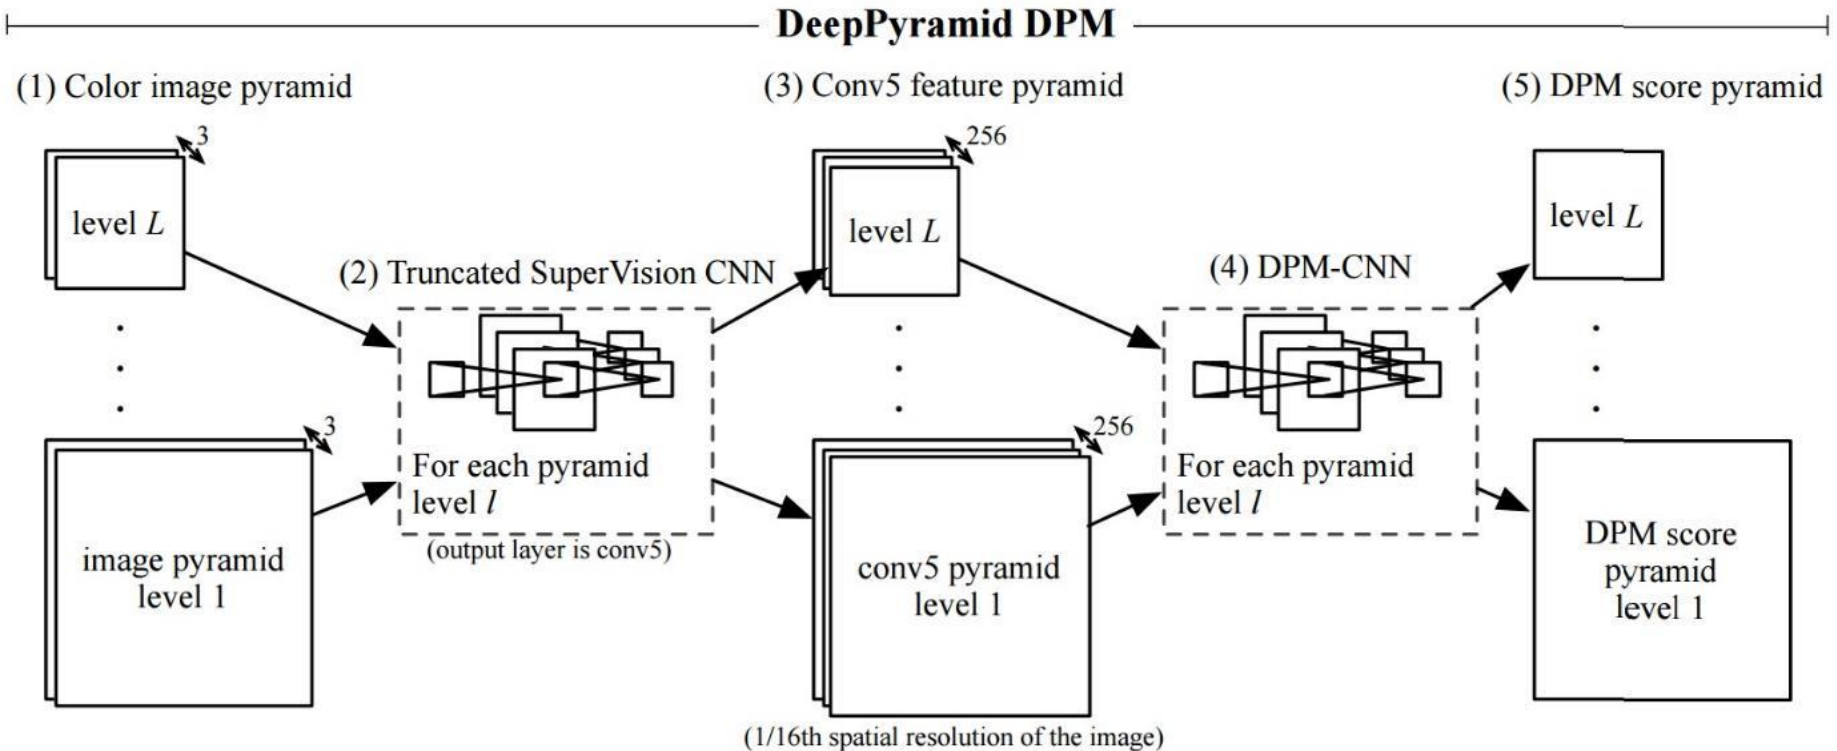 DeepPyramid DPM
(1) Color image pyramid
(3) Conv5 feature pyramid
(5) DPM score pyramid
3
256
level L
level L
level L
(2) Truncated SuperVision CNN
(4) DPM-CNN
3
256
For each pyramid
level l
For each pyramid
level l
(output layer is conv5)
image pyramid
level 1
conv5 pyramid
level 1
DPM score
pyramid
level 1
(1/16th spatial resolution of the image)